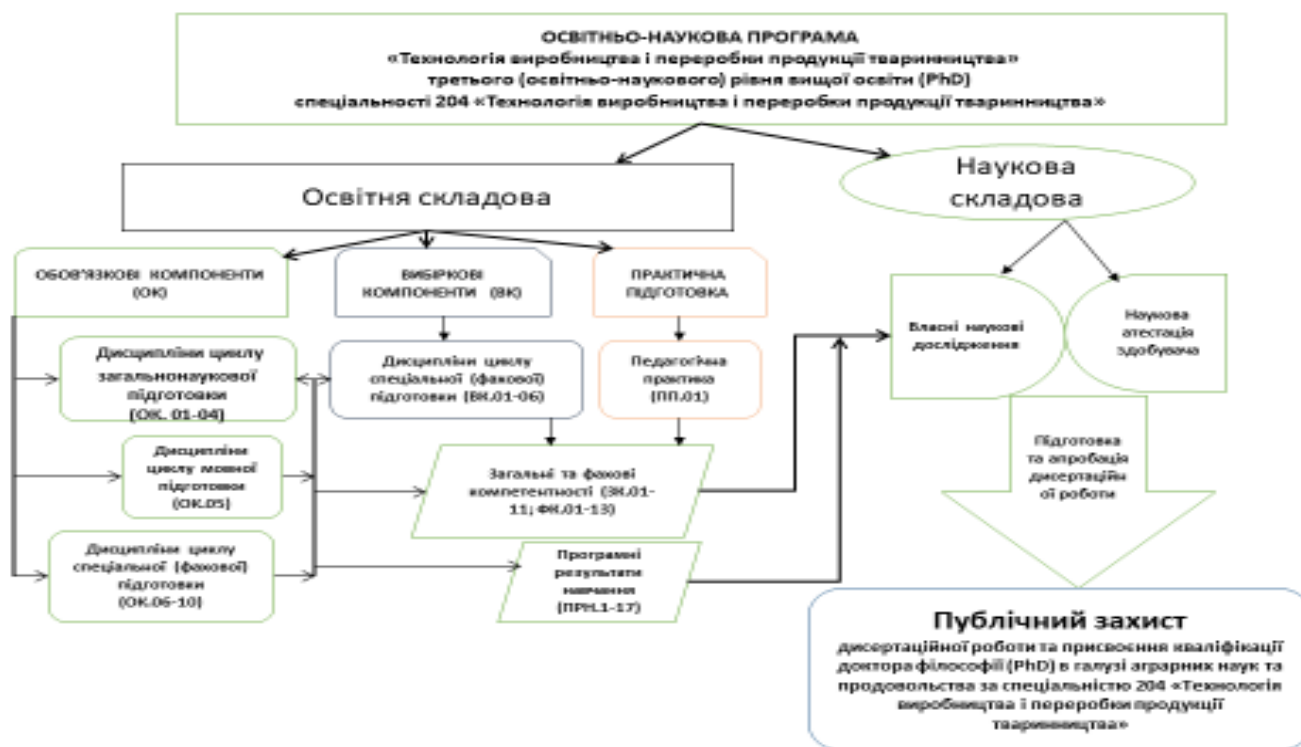 ОСВІТНЬО-НАУКОВА ПРОГРАМА
«Технологія виробництва і переробки продукції тваринництва»
третього (освітньо-наукового) рівня вищої освіти (PhD)
спеціальності 204 «Технологія виробництва і переробки продукції тваринництва»
Освітня складова
Наукова
складова
ОБОВ'ЯЗКОВІ КОМПОНЕНТИ
(ОК)
ВИБІРКОВІ
КОМПОНЕНТИ (ВК)
ПРАКТИЧНА
ПІДГОТОВКА
Дисципліни циклу
загальнонаукової
підготовки
(ОК. 01-04)
Дисципліни циклу
спеціальної (фахової)
підготовки (ВК.01-06)
Педагогічна
практика
(ПП.01)
Власні наукові
дослідження
Наукова
атестація
здобувача
Дисципліни
циклу мовної
підготовки
(ОК.05)
Загальні та фахові
компетентності (ЗК.01-
11; ФК.01-13)
Підготовка
та апробація
дисертаційн
ої роботи
Дисципліни циклу
спеціальної (фахової)
підготовки
(ОК.06-10)
Програмні
результати
навчання
(ПРН.1-17)
Публічний захист
дисертаційної роботи та присвоєння кваліфікації
доктора філософії (PhD) в галузі аграрних наук та
продовольства за спеціальністю 204 «Технологія
виробництва і переробки продукції
тваринництва»